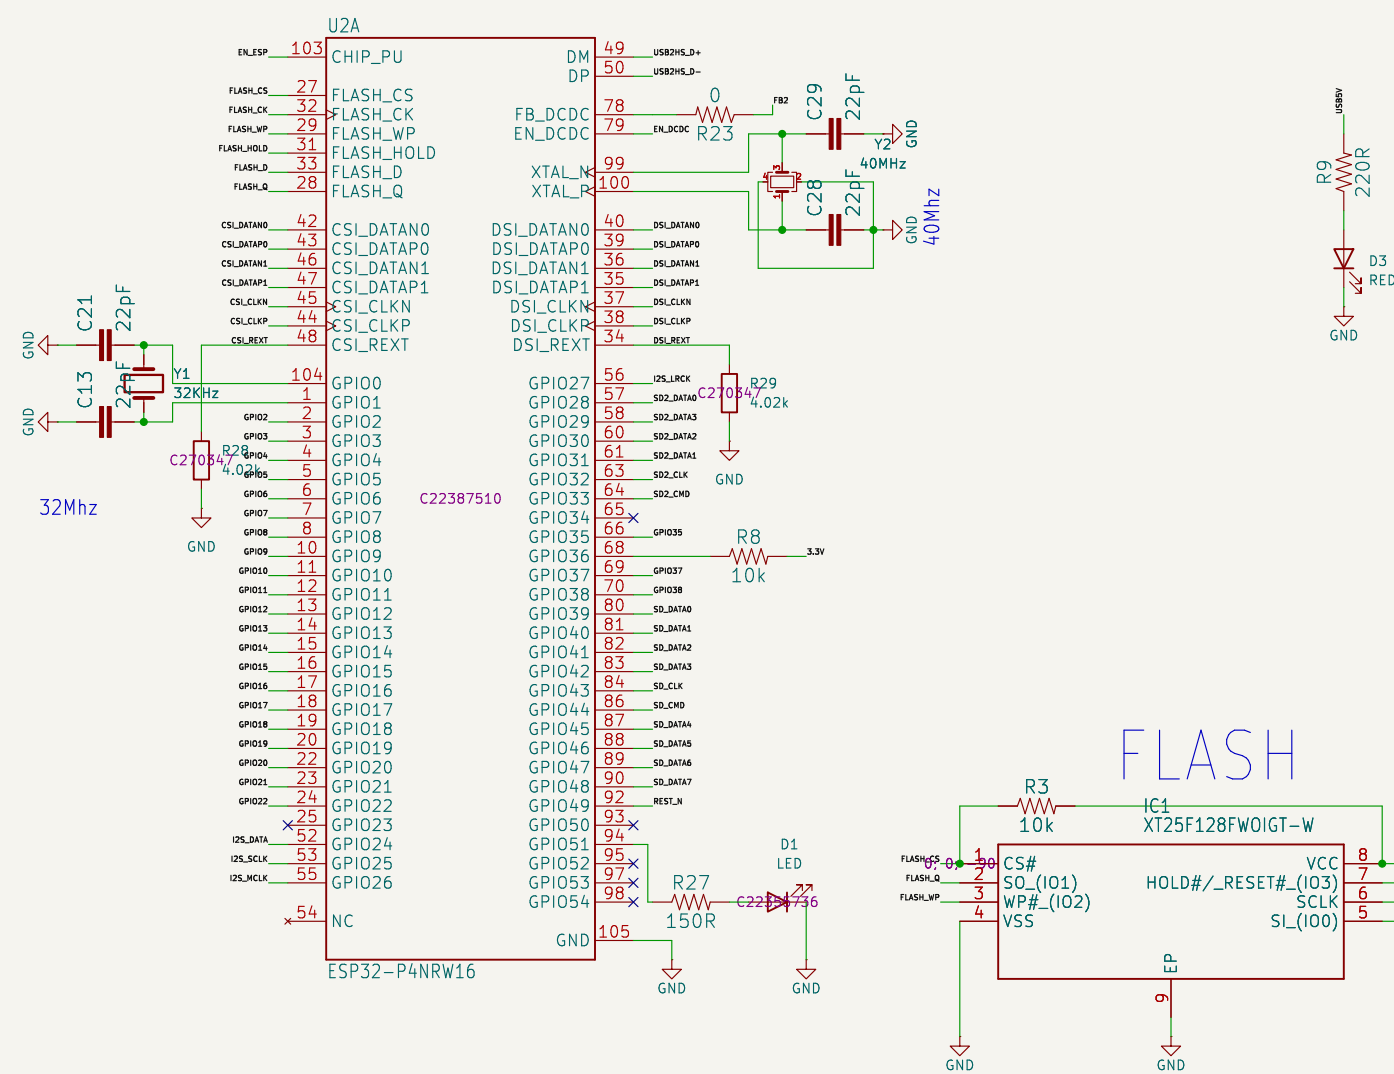 U2A
EN_ESP 103 CHIP_PU
FLASH_CS 27 FLASH_CS
FLASH_CK 32 FLASH_CK
FLASH_WP 29 FLASH_WP
FLASH_HOLD 31 FLASH_HOLD
FLASH_D 33 FLASH_D
FLASH_Q 28 FLASH_Q
CSI_DATAN0 42 CSI_DATAN0
CSI_DATAP0 43 CSI_DATAP0
CSI_DATAN1 46 CSI_DATAN1
CSI_DATAP1 47 CSI_DATAP1
CSI_CLKN 45 CSI_CLKN
CSI_CLKP 44 CSI_CLKP
CSI_REXT 48 CSI_REXT
104 GPIO0
1 GPIO1
GPIO2 2 GPIO2
GPIO3 3 GPIO3
GPIO4 4 GPIO4
GPIO5 5 GPIO5
GPIO6 6 GPIO6
GPIO7 7 GPIO7
GPIO8 8 GPIO8
GPIO9 10 GPIO9
GPIO10 11 GPIO10
GPIO11 12 GPIO11
GPIO12 13 GPIO12
GPIO13 14 GPIO13
GPIO14 15 GPIO14
GPIO15 16 GPIO15
GPIO16 17 GPIO16
GPIO17 18 GPIO17
GPIO18 19 GPIO18
GPIO19 20 GPIO19
GPIO20 22 GPIO20
GPIO21 23 GPIO21
GPIO22 24 GPIO22
25 GPIO23
I2S_DATA 52 GPIO24
I2S_SCLK 53 GPIO25
I2S_MCLK 55 GPIO26
54 NC
C22387510
ESP32-P4NRW16
DM 49 USB2HS_D+
DP 50 USB2HS_D-
FB_DCDC 78
EN_DCDC 79 EN_DCDC
XTAL_N 99
XTAL_P 100
DSI_DATAN0 40 DSI_DATAN0
DSI_DATAP0 39 DSI_DATAP0
DSI_DATAN1 36 DSI_DATAN1
DSI_DATAP1 35 DSI_DATAP1
DSI_CLKN 37 DSI_CLKN
DSI_CLKP 38 DSI_CLKP
DSI_REXT 34 DSI_REXT
GPIO27 56 I2S_LRCK
GPIO28 57 SD2_DATA0
GPIO29 58 SD2_DATA3
GPIO30 60 SD2_DATA2
GPIO31 61 SD2_DATA1
GPIO32 63 SD2_CLK
GPIO33 64 SD2_CMD
GPIO34 65
GPIO35 66 GPIO35
GPIO36 68
GPIO37 69 GPIO37
GPIO38 70 GPIO38
GPIO39 80 SD_DATA0
GPIO40 81 SD_DATA1
GPIO41 82 SD_DATA2
GPIO42 83 SD_DATA3
GPIO43 84 SD_CLK
GPIO44 86 SD_CMD
GPIO45 87 SD_DATA4
GPIO46 88 SD_DATA5
GPIO47 89 SD_DATA6
GPIO48 90 SD_DATA7
GPIO49 92 REST_N
GPIO50 93
GPIO51 94
GPIO52 95
GPIO53 97
GPIO54 98
GND 105
GND
C21
22pF
GND
Y1
32KHz
C13
22pF
GND
R28
C270347
4.02k
GND
32Mhz
0
R23
FB2
C29
22pF
GND
Y2
40MHz
3
4
2
1
C28
22pF
GND
40Mhz
R29
C270347
4.02k
GND
R8
10k
3.3V
R27
150R
D1
LED
C22355736
GND
USB5V
R9
220R
D3
RED
GND
FLASH
R3
10k
IC1
XT25F128FWOIGT-W
FLASH_CS 1 CS#
FLASH_Q 2 SO_(IO1)
FLASH_WP 3 WP#_(IO2)
4 VSS
VCC 8
HOLD#/_RESET#_(IO3) 7
SCLK 6
SI_(IO0) 5
EP
9
GND
GND